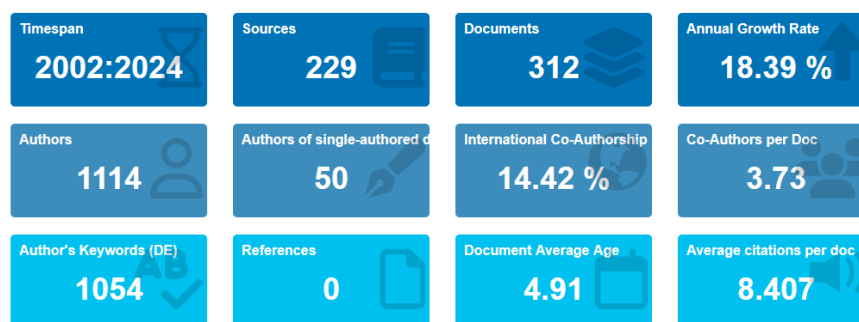 Timespan
2002:2024
Sources
229
Documents
312
Annual Growth Rate
18.39 %
Authors
1114
Authors of single-authored d
50
International Co-Authorship
14.42 %
Co-Authors per Doc
3.73
Author's Keywords (DE)
1054
AB
References
0
Document Average Age
4.91
Average citations per doc
8.407